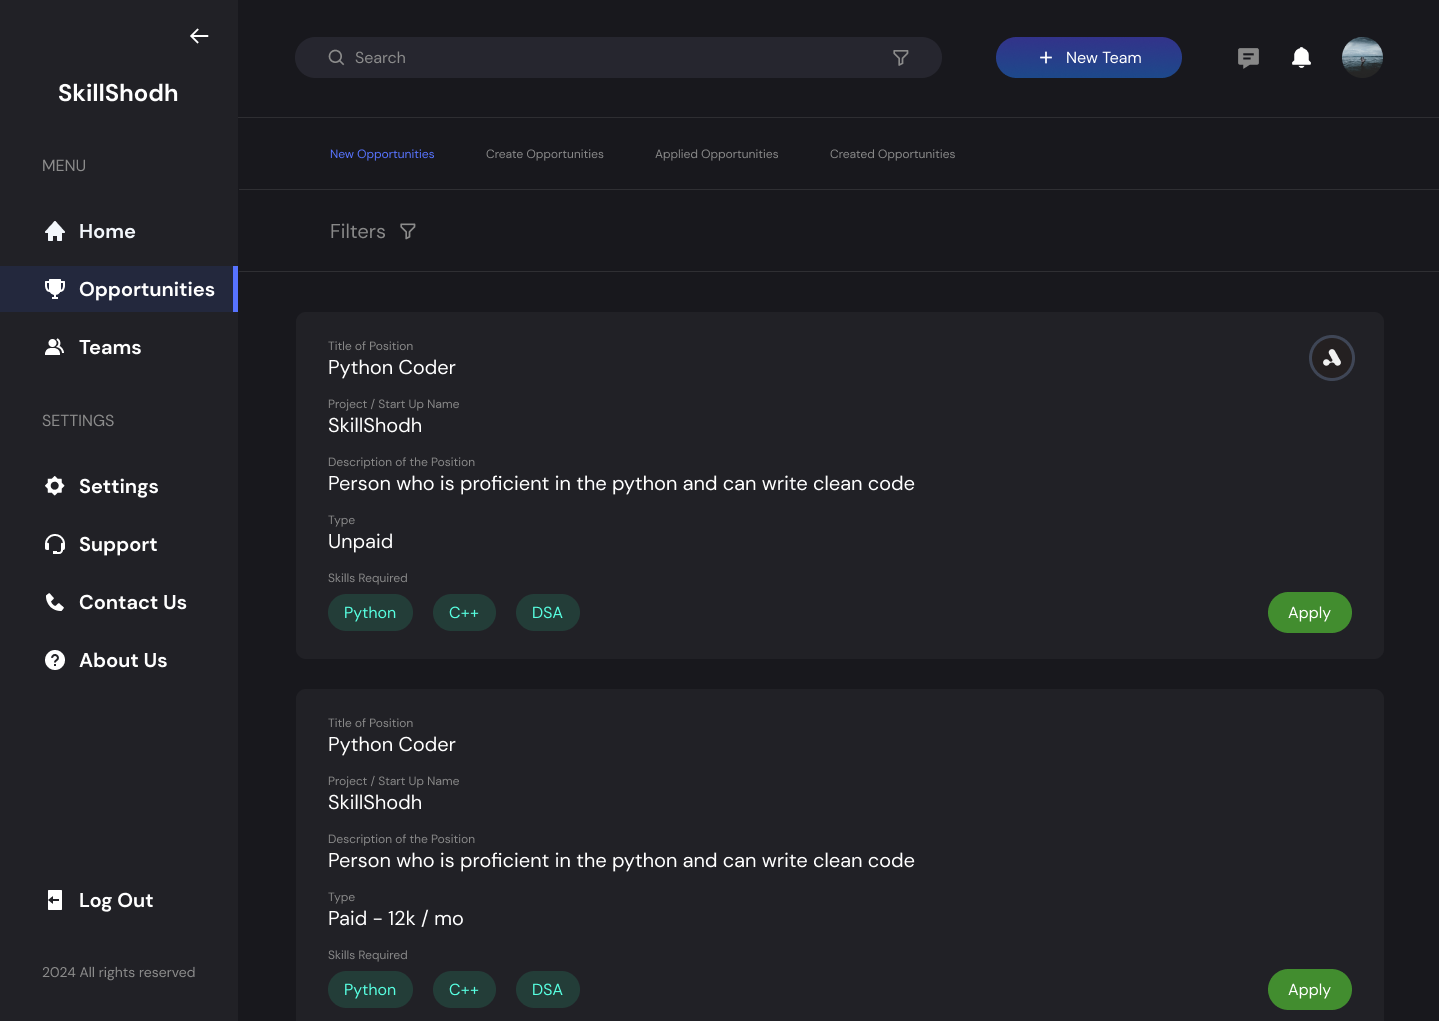 SkillShodh
MENU
Home
Opportunities
Teams
SETTINGS
Settings
Support
Contact Us
About Us
Log Out
2024 All rights reserved
Search
+ New Team
New Opportunities
Create Opportunities
Applied Opportunities
Created Opportunities
Filters
Title of Position
Python Coder
Project / Start Up Name
SkillShodh
Description of the Position
Person who is proficient in the python and can write clean code
Type
Unpaid
Skills Required
Python
C++
DSA
Apply
Title of Position
Python Coder
Project / Start Up Name
SkillShodh
Description of the Position
Person who is proficient in the python and can write clean code
Type
Paid - 12k / mo
Skills Required
Python
C++
DSA
Apply